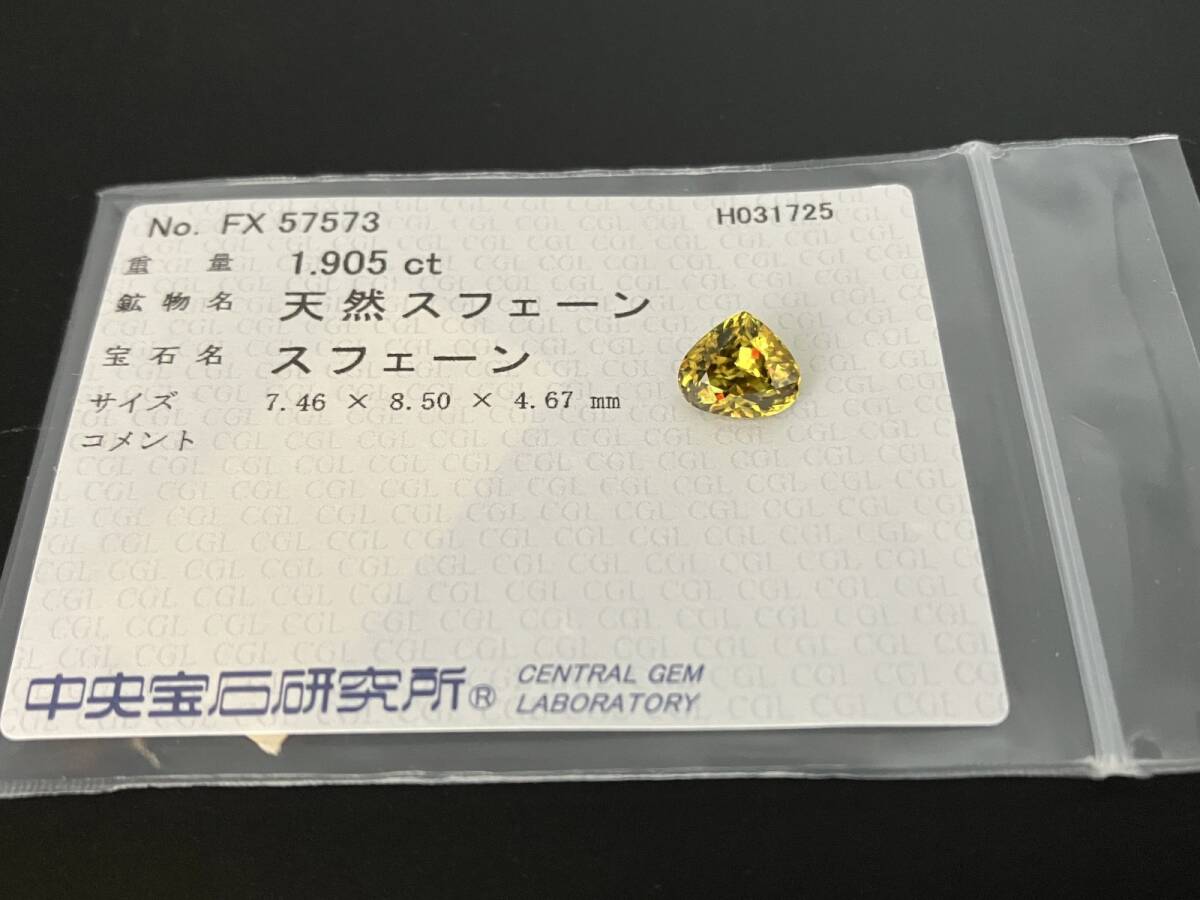 No. FX 57573 H031725
重 量 1.905 ct
鉱 物 名 天然スフェーン
宝 石 名 スフェーン
サイズ 7.46 × 8.50 × 4.67 mm
コメント
中央宝石研究所® CENTRAL GEM
LABORATORY